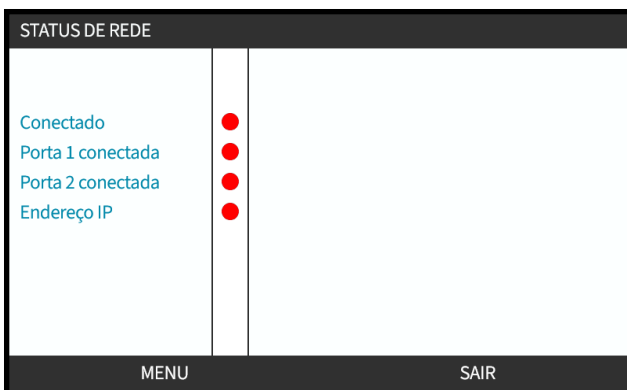 STATUS DE REDE
Conectado
Porta 1 conectada
Porta 2 conectada
Endereço IP
MENU
SAIR